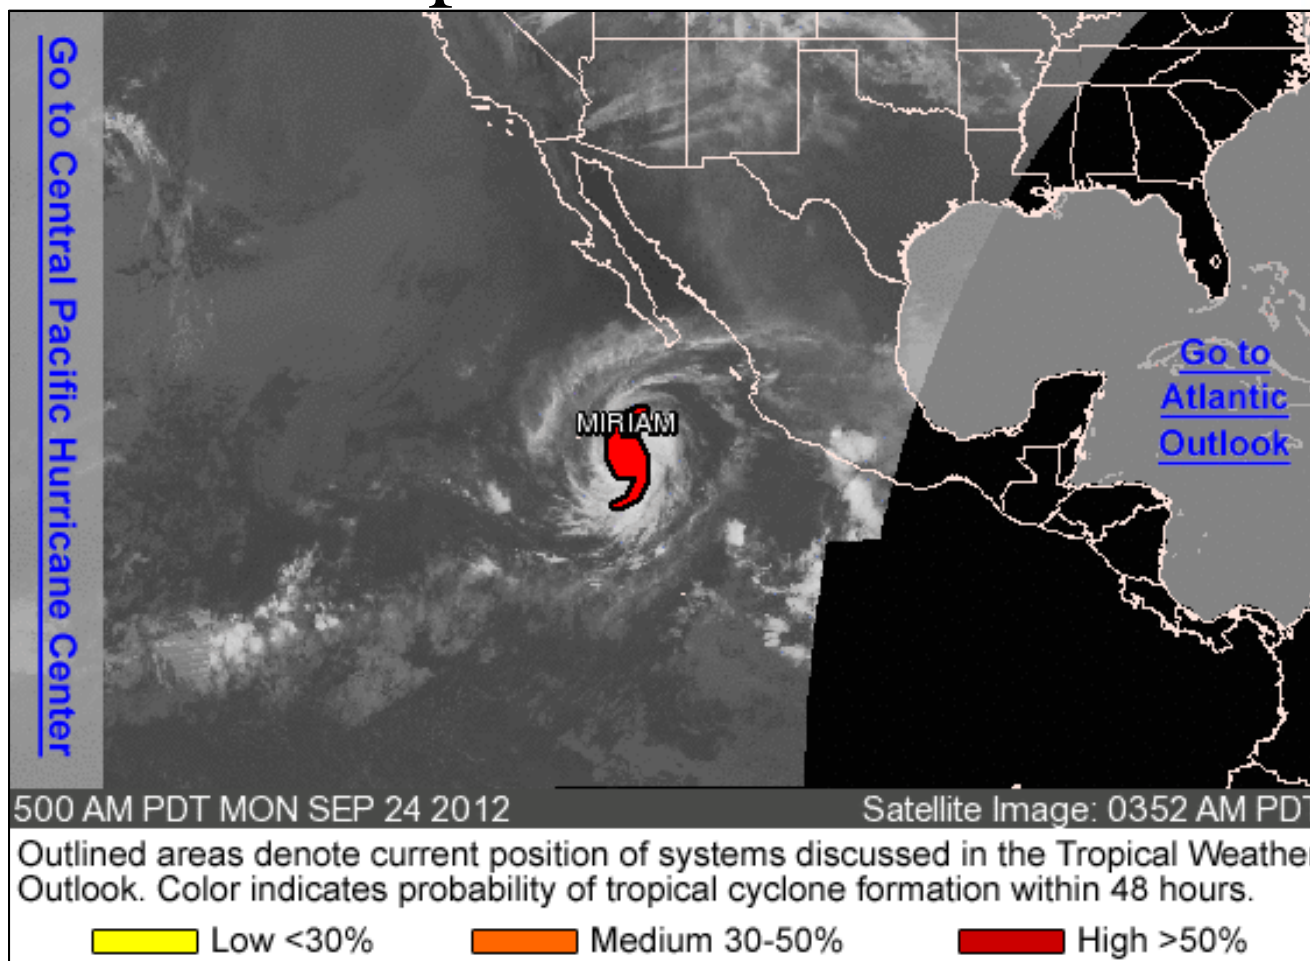 Go to Central Pacific Hurricane Center
MIRIAM
Go to
Atlantic
Outlook
500 AM PDT MON SEP 24 2012
Satellite Image: 0352 AM PDT
Outlined areas denote current position of systems discussed in the Tropical Weather
Outlook. Color indicates probability of tropical cyclone formation within 48 hours.
Low <30%
Medium 30-50%
High >50%